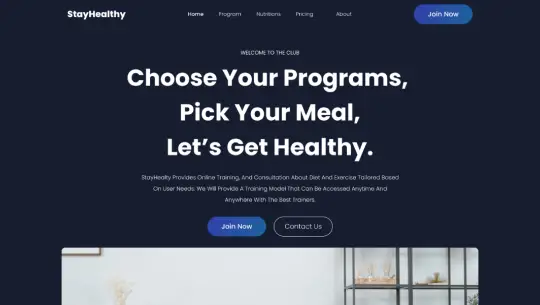 StayHealthy
Home Program Nutritions Pricing About
Join Now
WELCOME TO THE CLUB
Choose Your Programs,
Pick Your Meal,
Let's Get Healthy.
StayHealty Provides Online Training, And Consultation About Diet And Exercise Tailored Based
On User Needs. We Will Provide A Training Model That Can Be Accessed Anytime And
Anywhere With The Best Trainers.
Join Now Contact Us